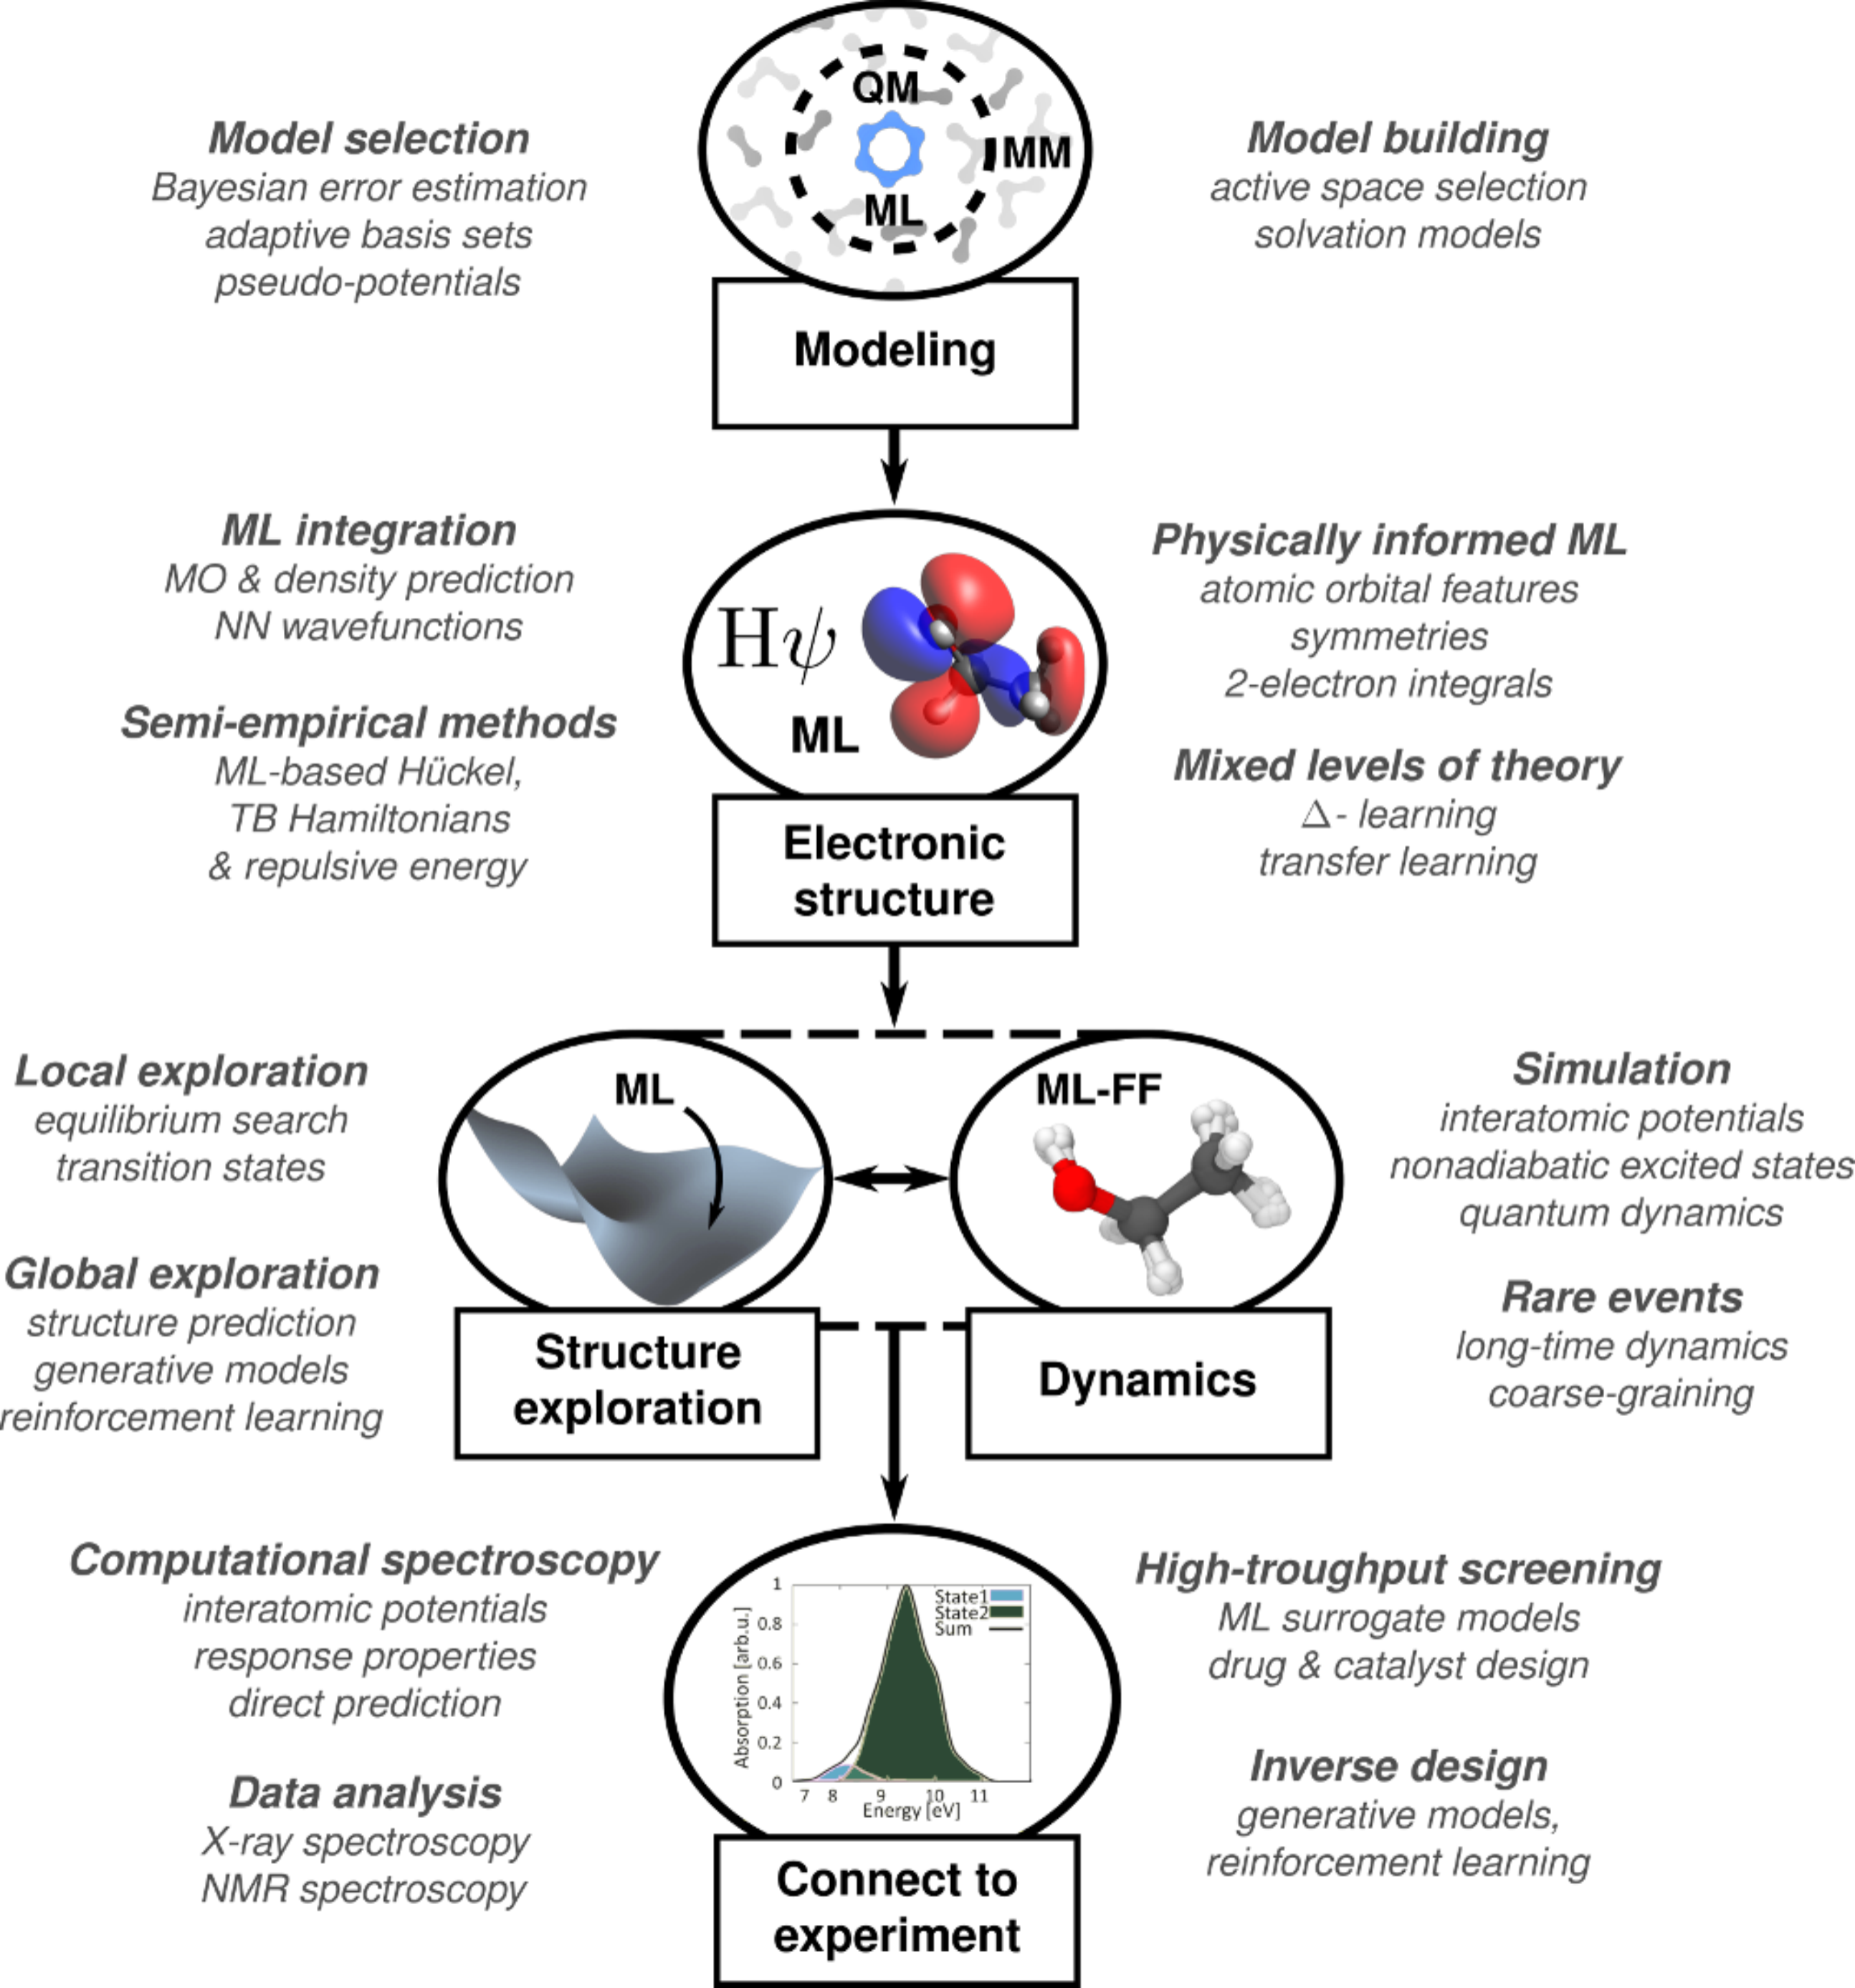 QM
MM
ML
Model selection
Bayesian error estimation
adaptive basis sets
pseudo-potentials
Model building
active space selection
solvation models
Modeling
ML integration
MO & density prediction
NN wavefunctions
Semi-empirical methods
ML-based Hückel,
TB Hamiltonians
& repulsive energy
Hψ
ML
Physically informed ML
atomic orbital features
symmetries
2-electron integrals
Mixed levels of theory
Δ- learning
transfer learning
Electronic
structure
Local exploration
equilibrium search
transition states
Global exploration
structure prediction
generative models
reinforcement learning
ML
ML-FF
Simulation
interatomic potentials
nonadiabatic excited states
quantum dynamics
Rare events
long-time dynamics
coarse-graining
Structure
exploration
Dynamics
Computational spectroscopy
interatomic potentials
response properties
direct prediction
Data analysis
X-ray spectroscopy
NMR spectroscopy
State1
State2
Sum
Absorption [arb.u.]
1
0.8
0.6
0.4
0.2
0
7 8 9 10 11
Energy [eV]
High-troughput screening
ML surrogate models
drug & catalyst design
Inverse design
generative models,
reinforcement learning
Connect to
experiment